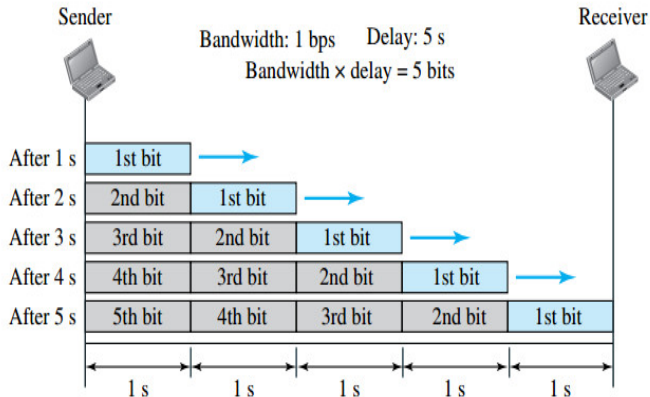 Sender Receiver
Bandwidth: 1 bps Delay: 5 s
Bandwidth × delay = 5 bits
After 1 s 1st bit
After 2 s 2nd bit 1st bit
After 3 s 3rd bit 2nd bit 1st bit
After 4 s 4th bit 3rd bit 2nd bit 1st bit
After 5 s 5th bit 4th bit 3rd bit 2nd bit 1st bit
1 s 1 s 1 s 1 s 1 s